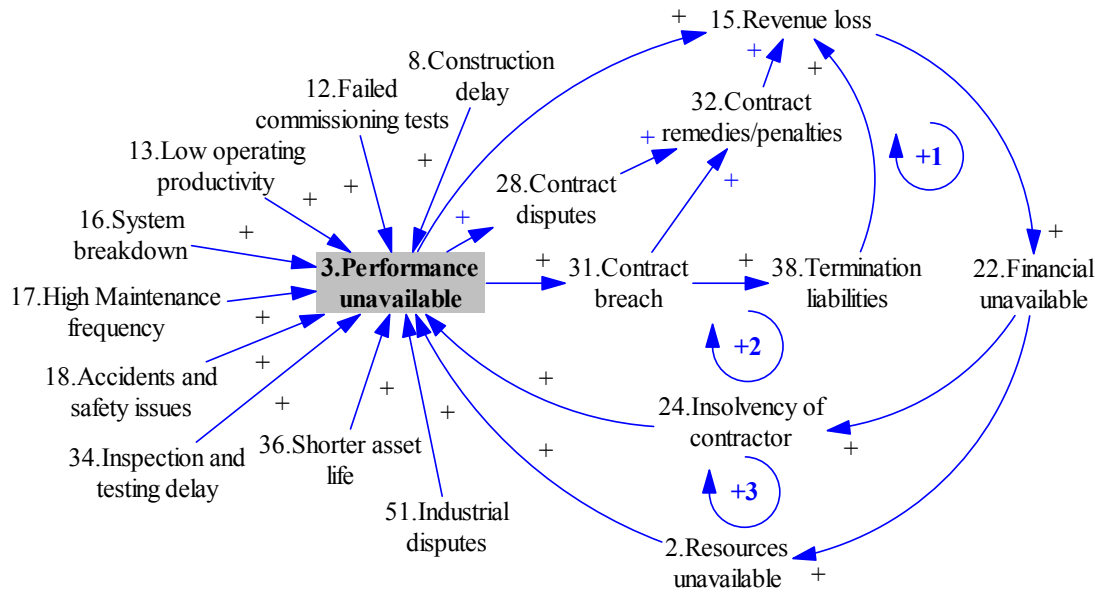 +
15.Revenue loss
8.Construction
delay
+
+
12.Failed
commissioning tests
32.Contract
remedies/penalties
13.Low operating
productivity
+
+
+1
+
+
+
28.Contract
disputes
+
16.System
breakdown
+
+
+
3.Performance
unavailable
+
31.Contract
breach
+
38.Termination
liabilities
22.Financial
unavailable
17.High Maintenance
frequency
+
+2
18.Accidents and
safety issues
+
+
+
+
24.Insolvency of
contractor
+
34.Inspection and
testing delay
36.Shorter asset
life
+
+
+3
51.Industrial
disputes
2.Resources
unavailable
+